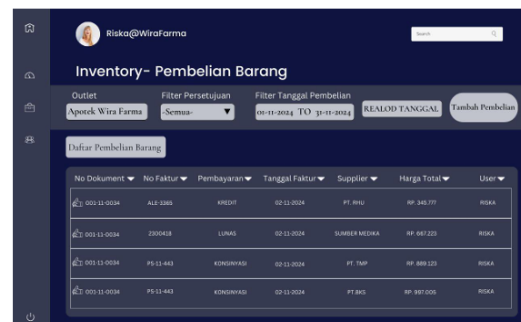 Riska@WiraFarma
Search
Inventory- Pembelian Barang
Outlet Filter Persetujuan Filter Tanggal Pembelian
Apotek Wira Farma -Semua- 01-11-2024 TO 31-11-2024 REALOD TANGGAL Tambah Pembelian
Daftar Pembelian Barang
No Dokument No Faktur Pembayaran Tanggal Faktur Supplier Harga Total User
001-11-0034 ALE-3365 KREDIT 02-11-2024 PT. RHU RP. 345.777 RISKA
001-11-0034 2300418 LUNAS 02-11-2024 SUMBER MEDIKA RP. 667.223 RISKA
001-11-0034 PS-11-443 KONSINYASI 02-11-2024 PT. TMP RP. 889.123 RISKA
001-11-0034 PS-11-443 KONSINYASI 02-11-2024 PT.BKS RP. 997.005 RISKA